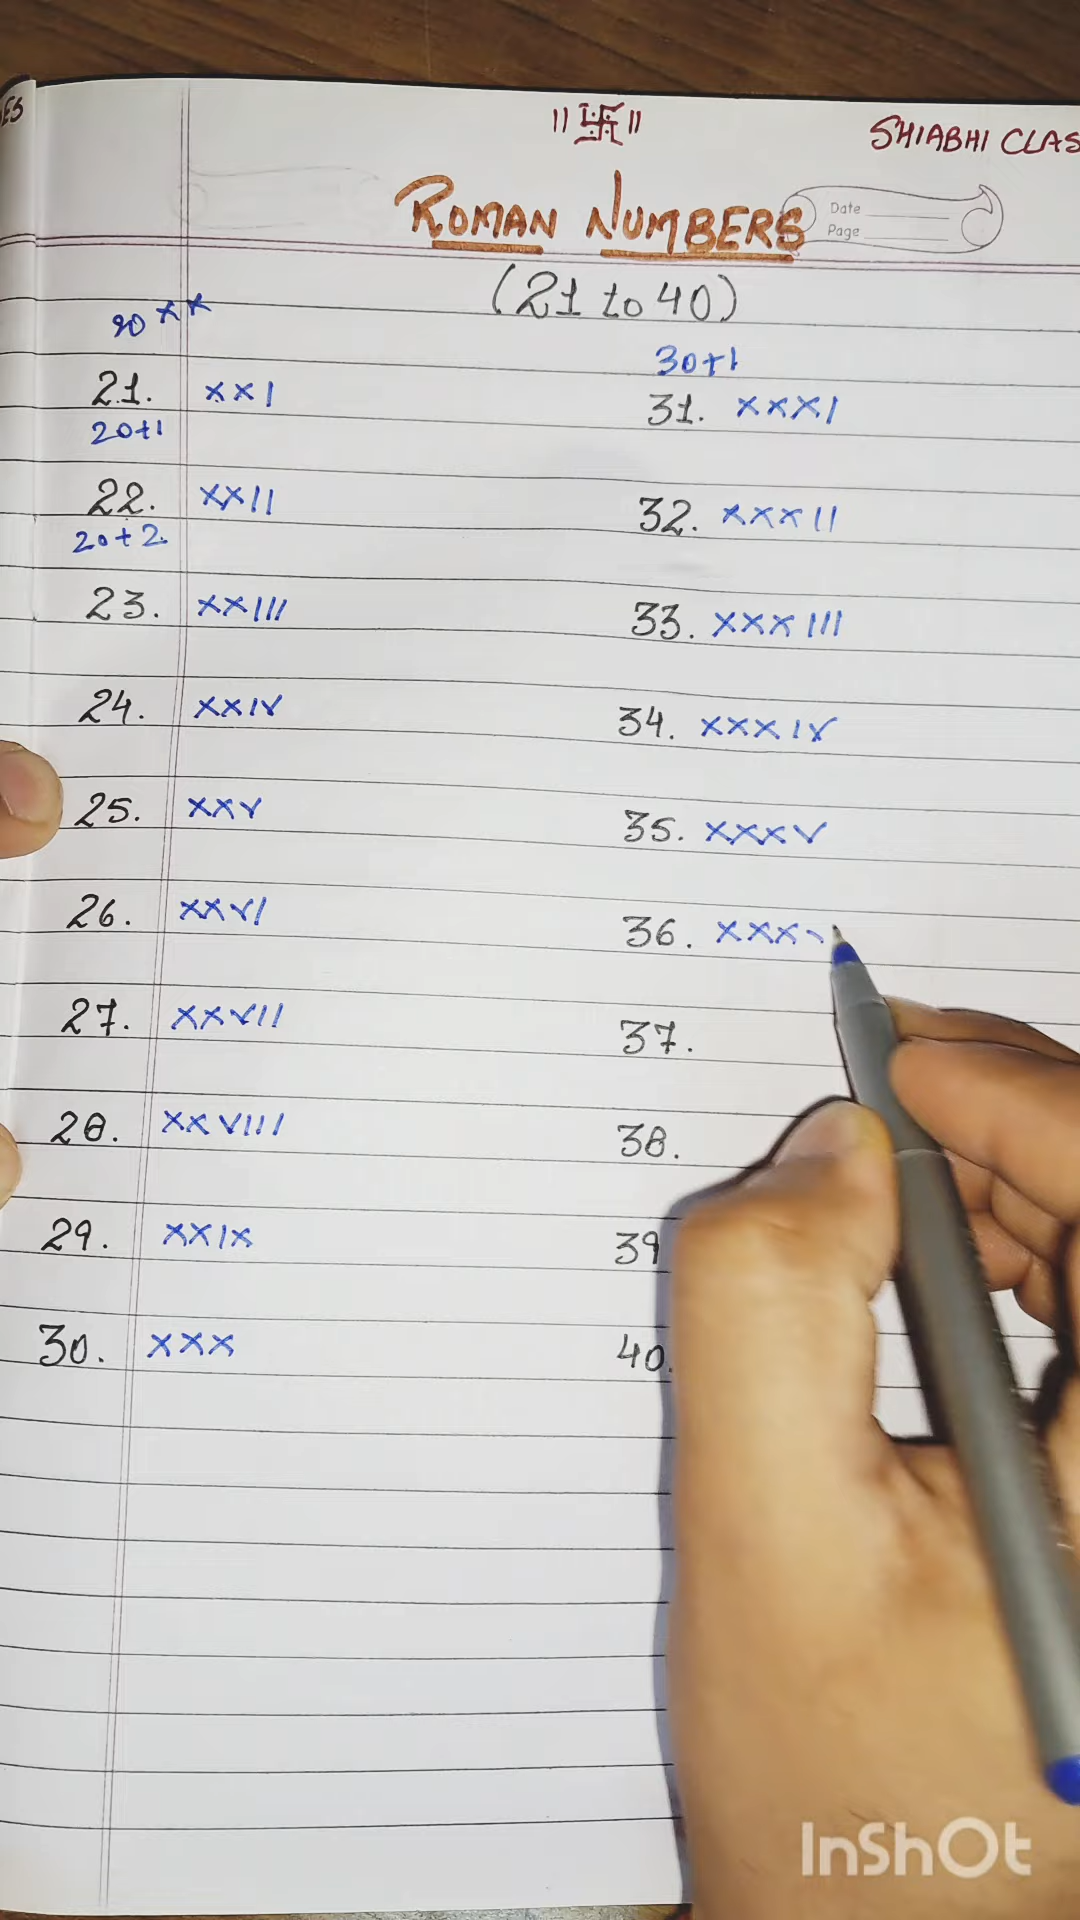 ES
॥卐॥
SHIABHI CLAS
ROMAN NUMBERS
Date
Page
(21 to 40)
20 XX
21. XXI
20+1
22. XXII
20+2.
23. XXIII
24. XXIV
25. XXV
26. XXVI
27. XXVII
28. XXVIII
29. XXIX
30. XXX
30+1
31. XXXI
32. XXXII
33. XXXIII
34. XXXIV
35. XXXV
36. XXX
37.
38.
39
40.
InShOt